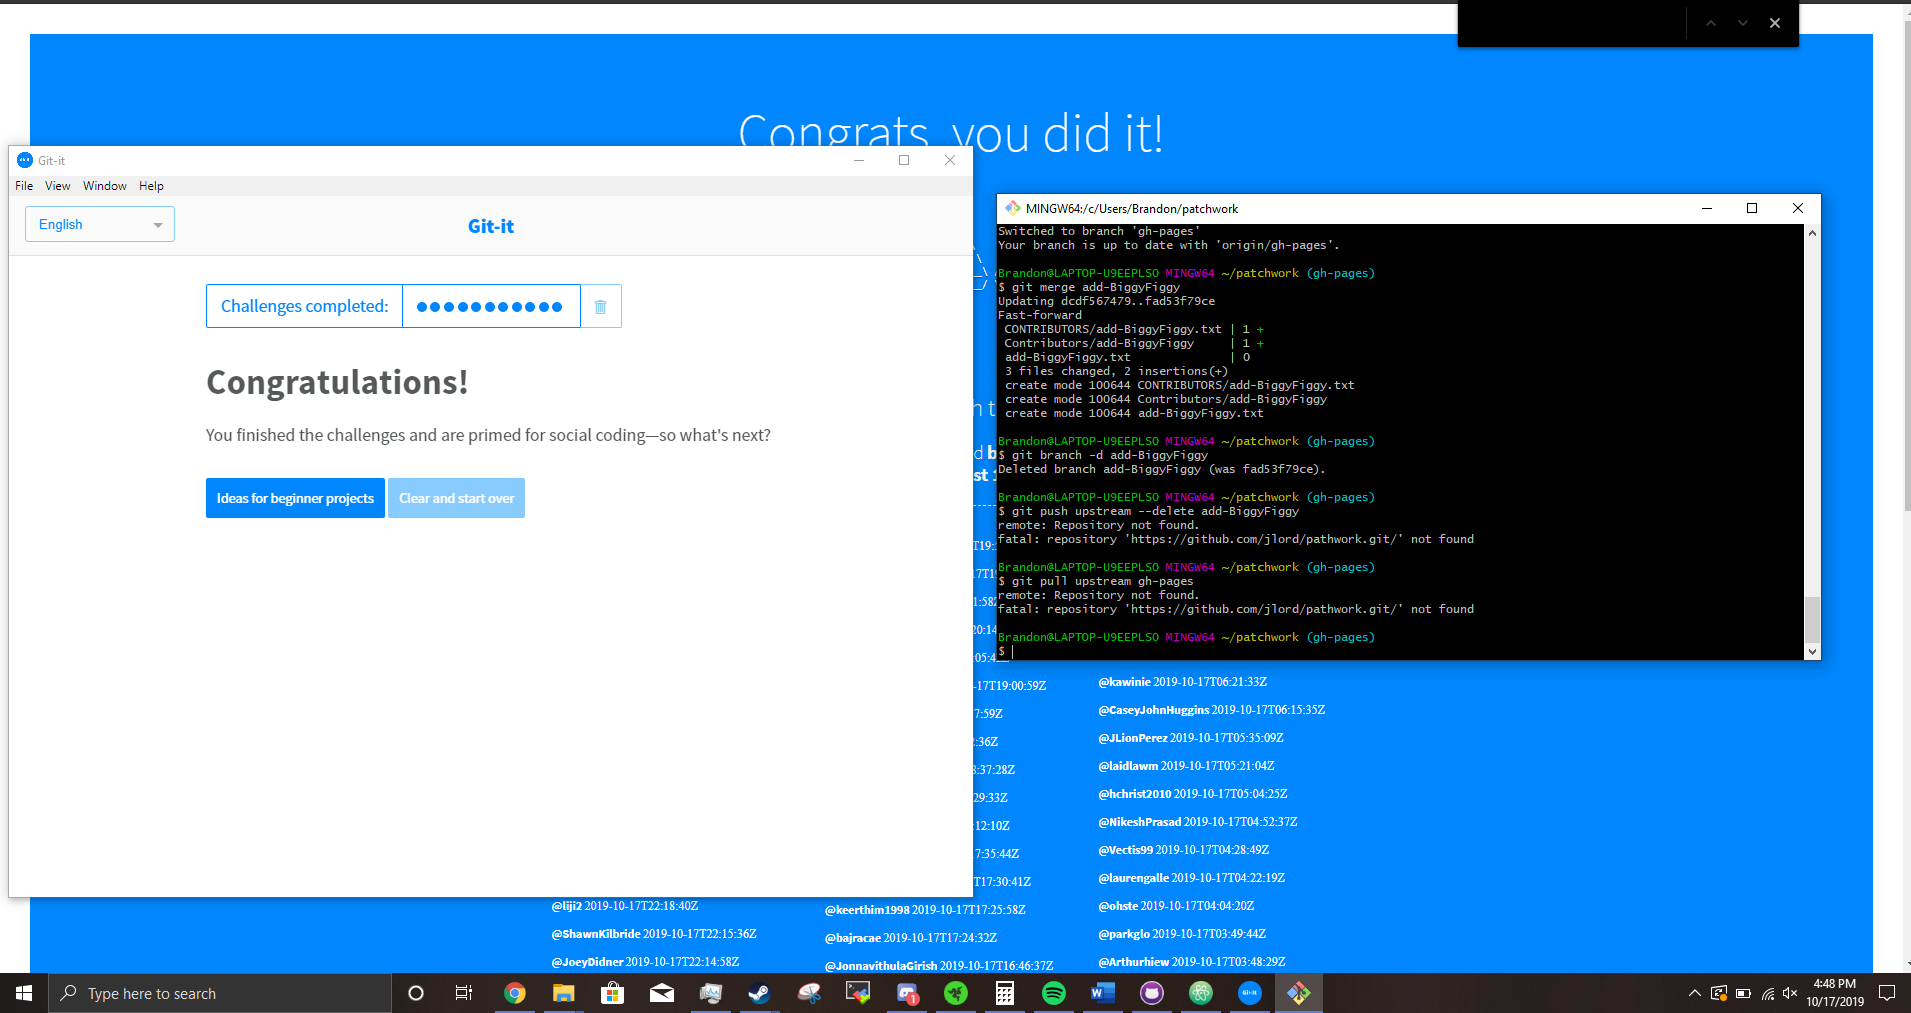 Congrats, you did it!
Git-it
File View Window Help
English
Git-it
Challenges completed:
Congratulations!
You finished the challenges and are primed for social coding—so what's next?
Ideas for beginner projects
Clear and start over
MINGW64:/c/Users/Brandon/patchwork
Switched to branch 'gh-pages'
Your branch is up to date with 'origin/gh-pages'.
Brandon@LAPTOP-U9EEPLSO MINGW64 ~/patchwork (gh-pages)
$ git merge add-BiggyFiggy
Updating dcdf567479..fad53f79ce
Fast-forward
CONTRIBUTORS/add-BiggyFiggy.txt | 1 +
Contributors/add-BiggyFiggy | 1 +
add-BiggyFiggy.txt | 0
3 files changed, 2 insertions(+)
create mode 100644 CONTRIBUTORS/add-BiggyFiggy.txt
create mode 100644 Contributors/add-BiggyFiggy
create mode 100644 add-BiggyFiggy.txt
Brandon@LAPTOP-U9EEPLSO MINGW64 ~/patchwork (gh-pages)
$ git branch -d add-BiggyFiggy
Deleted branch add-BiggyFiggy (was fad53f79ce).
Brandon@LAPTOP-U9EEPLSO MINGW64 ~/patchwork (gh-pages)
$ git push upstream --delete add-BiggyFiggy
remote: Repository not found.
fatal: repository 'https://github.com/jlord/pathwork.git/' not found
Brandon@LAPTOP-U9EEPLSO MINGW64 ~/patchwork (gh-pages)
$ git pull upstream gh-pages
remote: Repository not found.
fatal: repository 'https://github.com/jlord/pathwork.git/' not found
Brandon@LAPTOP-U9EEPLSO MINGW64 ~/patchwork (gh-pages)
$
-17T19:00:59Z
7:59Z
:36Z
:37:28Z
29:33Z
:12:10Z
7:35:44Z
T17:30:41Z
@liji2 2019-10-17T22:18:40Z
@ShawnKilbride 2019-10-17T22:15:36Z
@JoeyDidner 2019-10-17T22:14:58Z
@keerthim1998 2019-10-17T17:25:58Z
@bajracae 2019-10-17T17:24:32Z
@JonnavithulaGirish 2019-10-17T16:46:37Z
@kawinie 2019-10-17T06:21:33Z
@CaseyJohnHuggins 2019-10-17T06:15:35Z
@JLionPerez 2019-10-17T05:35:09Z
@laidlawm 2019-10-17T05:21:04Z
@hchrist2010 2019-10-17T05:04:25Z
@NikeshPrasad 2019-10-17T04:52:37Z
@Vectis99 2019-10-17T04:28:49Z
@laurengalle 2019-10-17T04:22:19Z
@ohste 2019-10-17T04:04:20Z
@parkglo 2019-10-17T03:49:44Z
@Arthurhiew 2019-10-17T03:48:29Z
Type here to search
1
Git-it
4:48 PM
10/17/2019